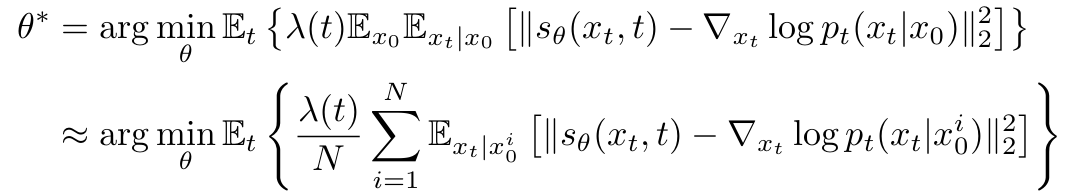 θ* = arg min_θ 𝔼_t { λ(t) 𝔼_{x_0} 𝔼_{x_t|x_0} [ ‖s_θ(x_t, t) − ∇_{x_t} log p_t(x_t|x_0)‖_2^2 ] }
≈ arg min_θ 𝔼_t { \frac{λ(t)}{N} ∑_{i=1}^{N} 𝔼_{x_t|x_0^i} [ ‖s_θ(x_t, t) − ∇_{x_t} log p_t(x_t|x_0^i)‖_2^2 ] }